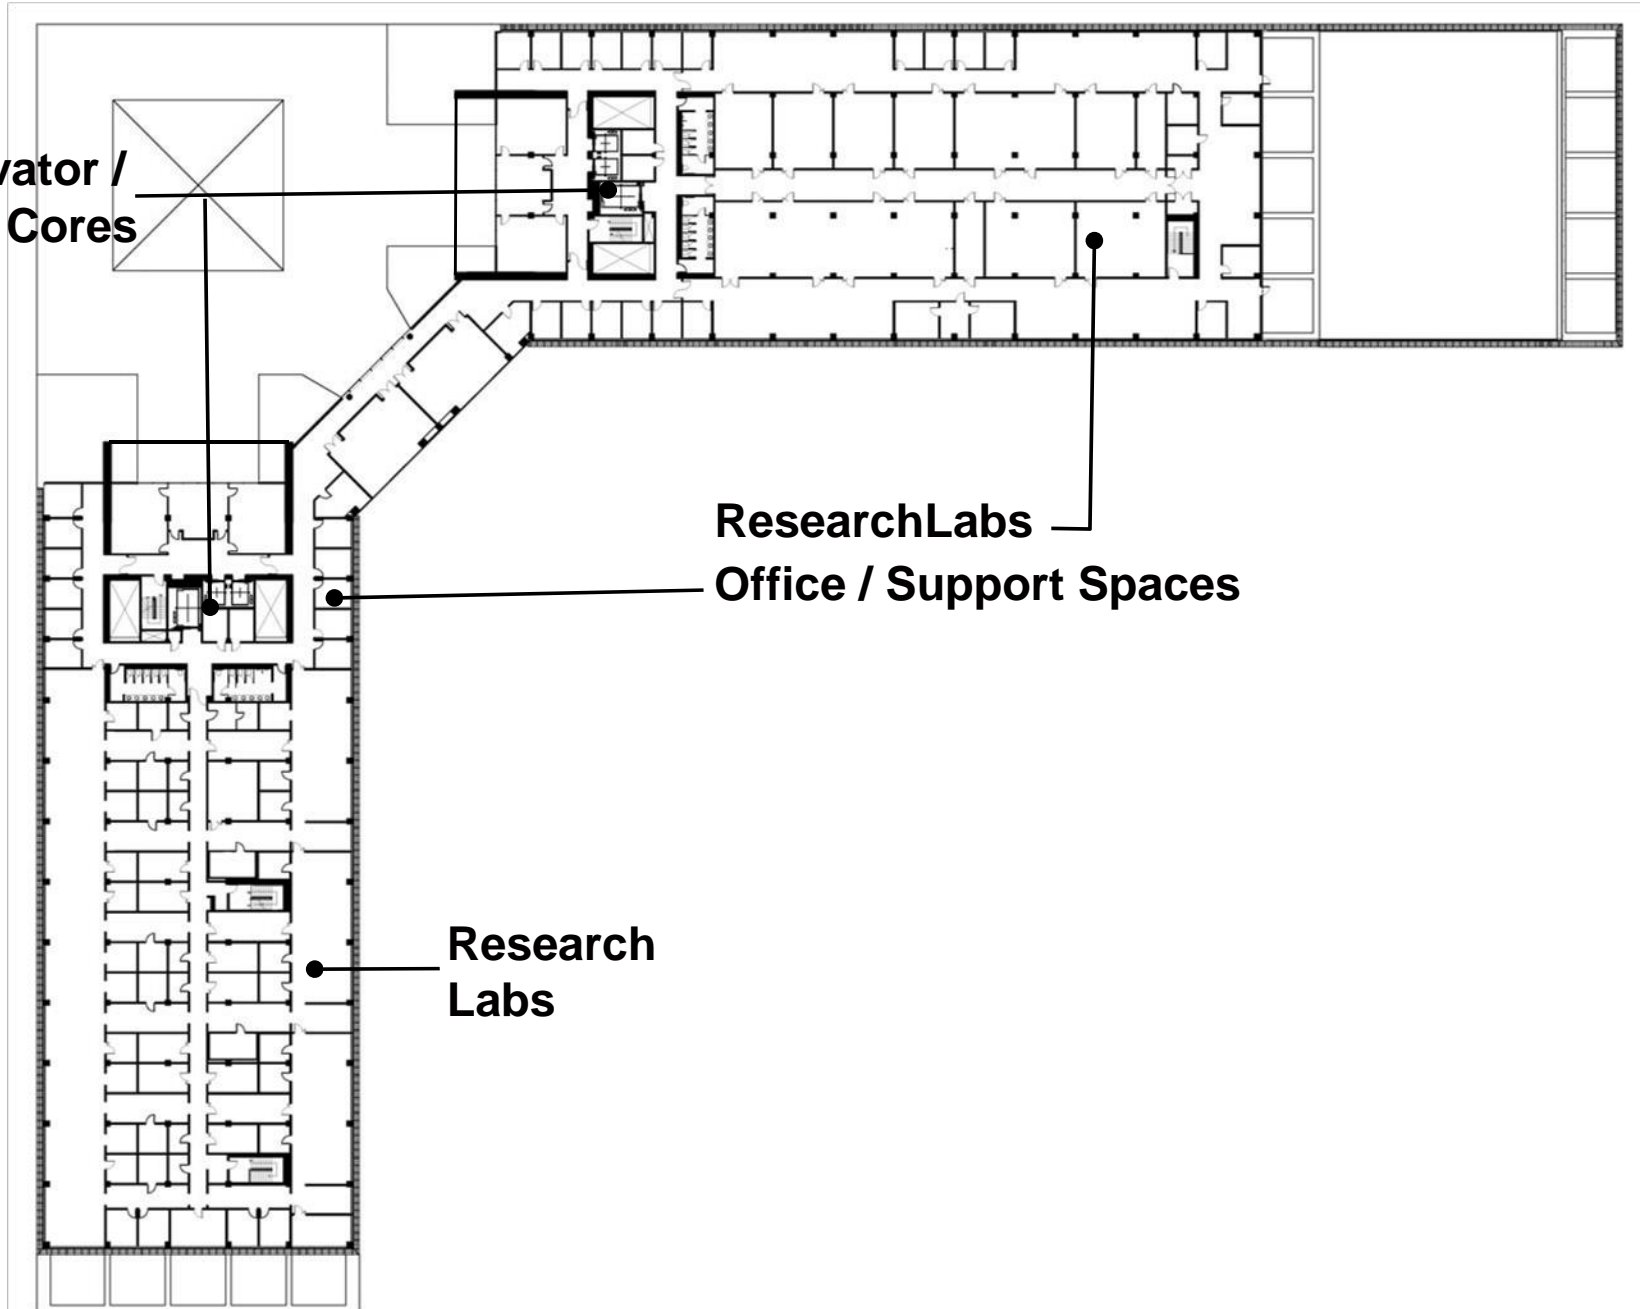 vator /
Cores
ResearchLabs
Office / Support Spaces
Research
Labs